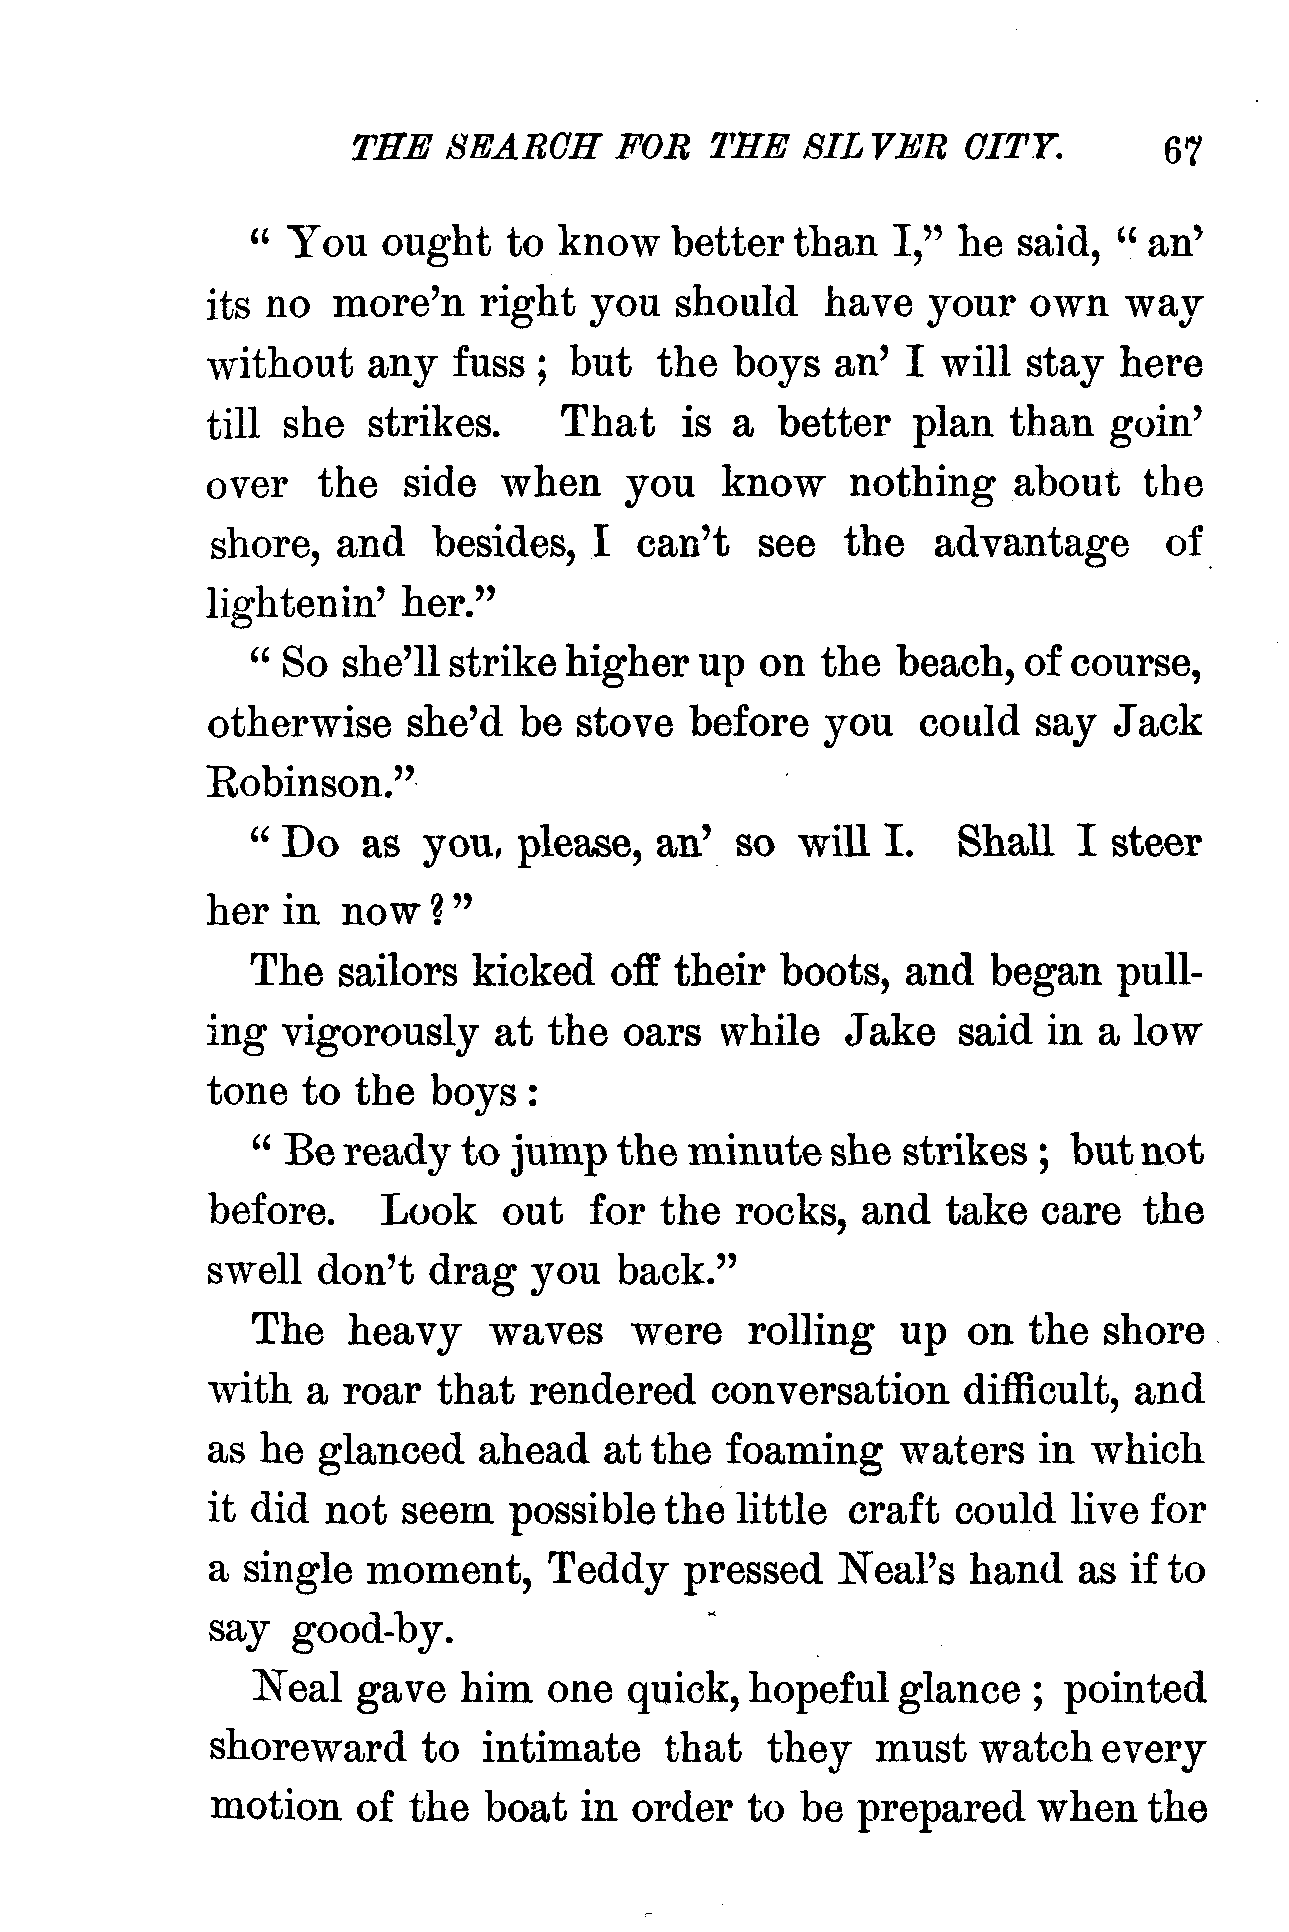 THE SEARCH FOR THE SILVER CITY. 67
“ You ought to know better than I,” he said, “ an’
its no more’n right you should have your own way
without any fuss ; but the boys an’ I will stay here
till she strikes. That is a better plan than goin’
over the side when you know nothing about the
shore, and besides, I can’t see the advantage of
lightenin’ her.”
“ So she’ll strike higher up on the beach, of course,
otherwise she’d be stove before you could say Jack
Robinson.”
“ Do as you, please, an’ so will I. Shall I steer
her in now ? ”
The sailors kicked off their boots, and began pull-
ing vigorously at the oars while Jake said in a low
tone to the boys :
“ Be ready to jump the minute she strikes ; but not
before. Look out for the rocks, and take care the
swell don’t drag you back.”
The heavy waves were rolling up on the shore
with a roar that rendered conversation difficult, and
as he glanced ahead at the foaming waters in which
it did not seem possible the little craft could live for
a single moment, Teddy pressed Neal’s hand as if to
say good-by.
Neal gave him one quick, hopeful glance ; pointed
shoreward to intimate that they must watch every
motion of the boat in order to be prepared when the